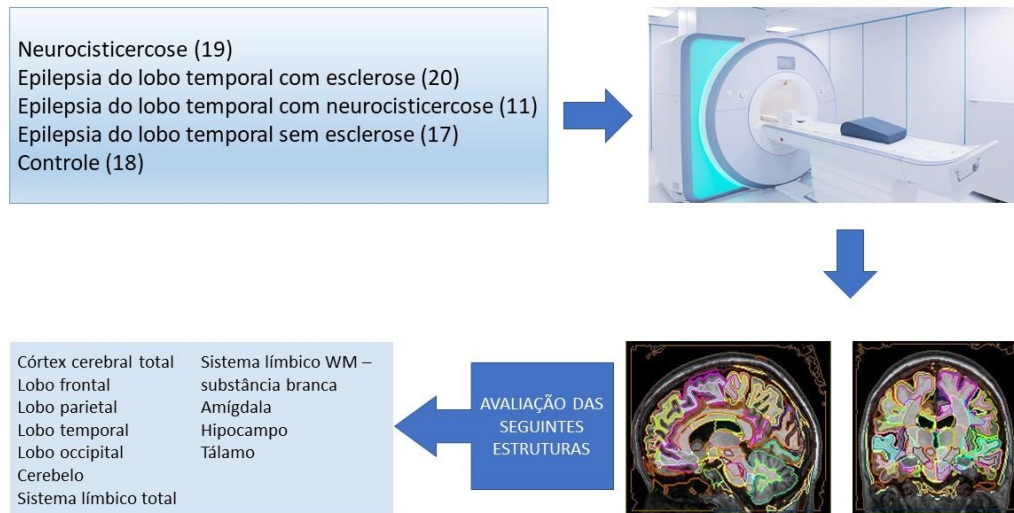 Neurocisticercose (19)
Epilepsia do lobo temporal com esclerose (20)
Epilepsia do lobo temporal com neurocisticercose (11)
Epilepsia do lobo temporal sem esclerose (17)
Controle (18)
Córtex cerebral total
Lobo frontal
Lobo parietal
Lobo temporal
Lobo occipital
Cerebelo
Sistema límbico total
Sistema límbico WM –
substância branca
Amígdala
Hipocampo
Tálamo
AVALIAÇÃO DAS
SEGUINTES
ESTRUTURAS